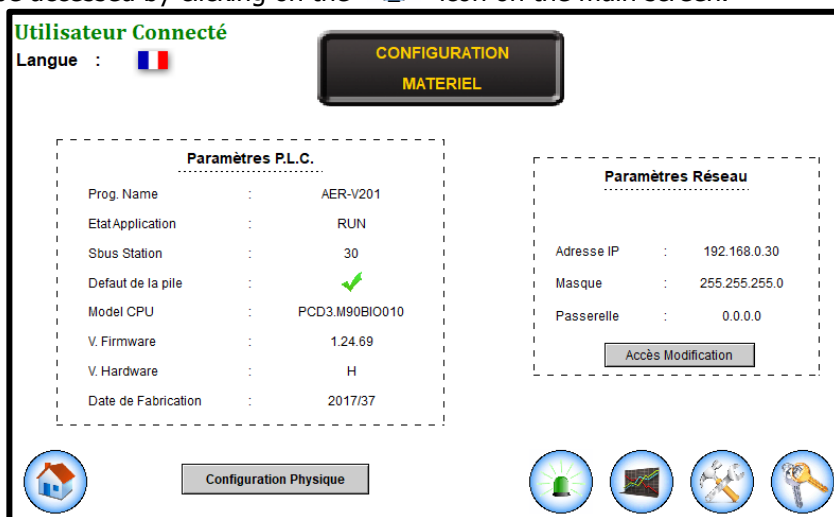 be accessed by clicking on the icon on the main screen.
Utilisateur Connecté
Langue :
CONFIGURATION
MATERIEL
Paramètres P.L.C.
Prog. Name : AER-V201
Etat Application : RUN
Sbus Station : 30
Defaut de la pile :
Model CPU : PCD3.M90BIO010
V. Firmware : 1.24.69
V. Hardware : H
Date de Fabrication : 2017/37
Paramètres Réseau
Adresse IP : 192.168.0.30
Masque : 255.255.255.0
Passerelle : 0.0.0.0
Accès Modification
Configuration Physique